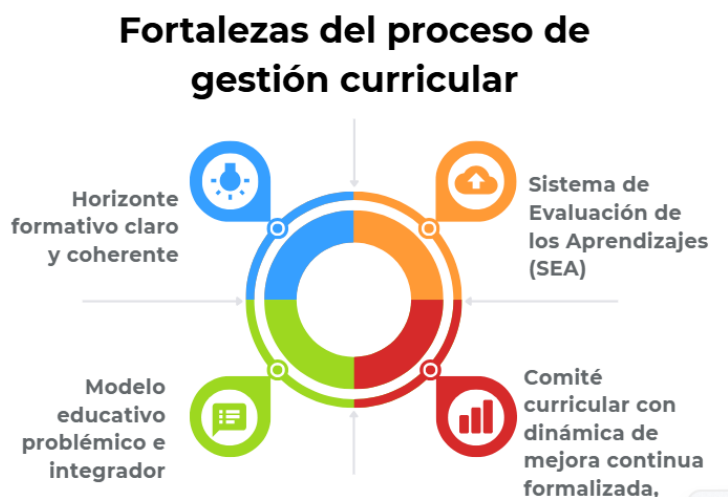 Fortalezas del proceso de
gestión curricular
Horizonte
formativo claro
y coherente
Sistema de
Evaluación de
los Aprendizajes
(SEA)
Modelo
educativo
problémico e
integrador
Comité
curricular con
dinámica de
mejora continua
formalizada,